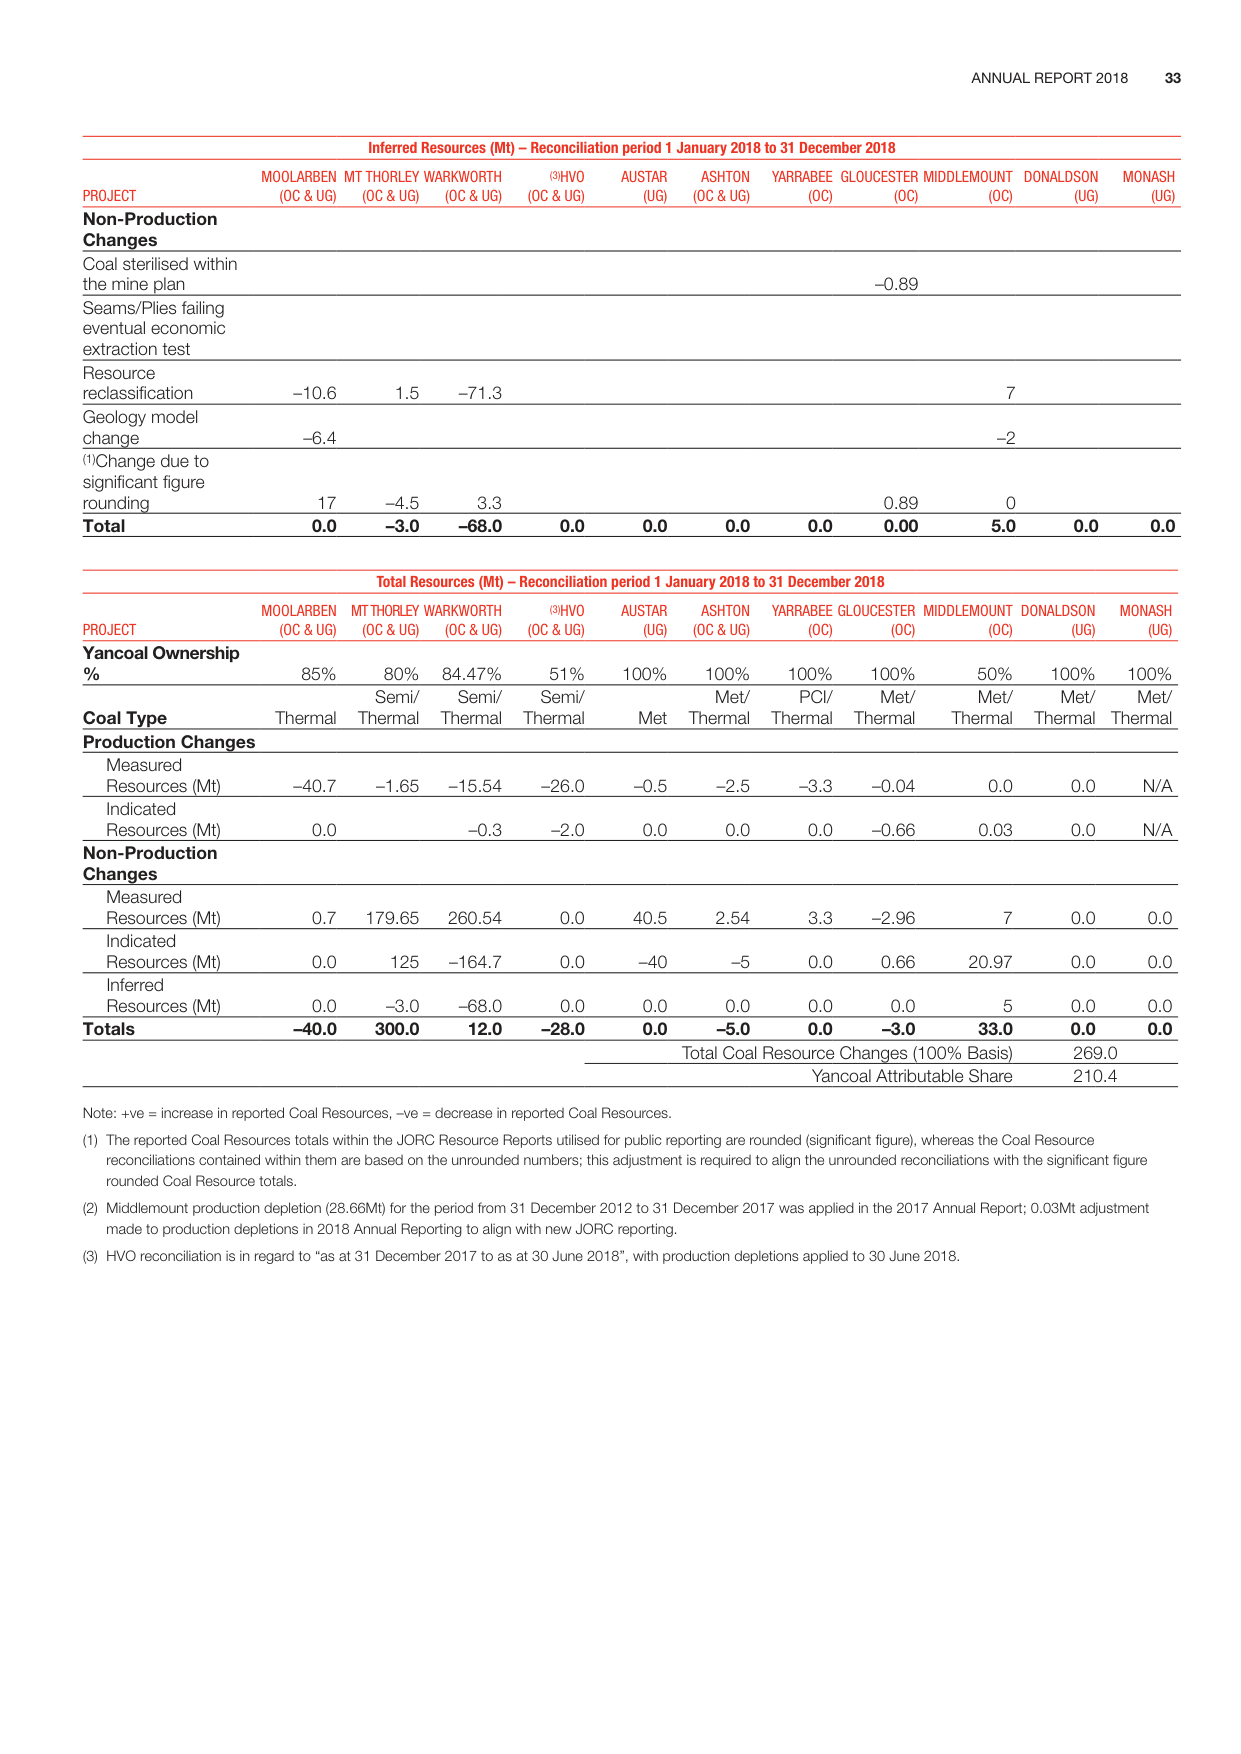 ANNUAL REPORT 2018 33
Inferred Resources (Mt) – Reconciliation period 1 January 2018 to 31 December 2018
MOOLARBEN MT THORLEY WARKWORTH (3)HVO AUSTAR ASHTON YARRABEE GLOUCESTER MIDDLEMOUNT DONALDSON MONASH
PROJECT (OC & UG) (OC & UG) (OC & UG) (OC & UG) (UG) (OC & UG) (OC) (OC) (OC) (UG) (UG)
Non-Production
Changes
Coal sterilised within
the mine plan –0.89
Seams/Plies failing
eventual economic
extraction test
Resource
reclassification –10.6 1.5 –71.3 7
Geology model
change –6.4 –2
(1)Change due to
significant figure
rounding 17 –4.5 3.3 0.89 0
Total 0.0 –3.0 –68.0 0.0 0.0 0.0 0.0 0.00 5.0 0.0 0.0
Total Resources (Mt) – Reconciliation period 1 January 2018 to 31 December 2018
MOOLARBEN MT THORLEY WARKWORTH (3)HVO AUSTAR ASHTON YARRABEE GLOUCESTER MIDDLEMOUNT DONALDSON MONASH
PROJECT (OC & UG) (OC & UG) (OC & UG) (OC & UG) (UG) (OC & UG) (OC) (OC) (OC) (UG) (UG)
Yancoal Ownership
% 85% 80% 84.47% 51% 100% 100% 100% 100% 50% 100% 100%
Semi/ Semi/ Semi/ Met/ PCI/ Met/ Met/ Met/ Met/
Coal Type Thermal Thermal Thermal Thermal Met Thermal Thermal Thermal Thermal Thermal Thermal
Production Changes
Measured
Resources (Mt) –40.7 –1.65 –15.54 –26.0 –0.5 –2.5 –3.3 –0.04 0.0 0.0 N/A
Indicated
Resources (Mt) 0.0 –0.3 –2.0 0.0 0.0 0.0 –0.66 0.03 0.0 N/A
Non-Production
Changes
Measured
Resources (Mt) 0.7 179.65 260.54 0.0 40.5 2.54 3.3 –2.96 7 0.0 0.0
Indicated
Resources (Mt) 0.0 125 –164.7 0.0 –40 –5 0.0 0.66 20.97 0.0 0.0
Inferred
Resources (Mt) 0.0 –3.0 –68.0 0.0 0.0 0.0 0.0 0.0 5 0.0 0.0
Totals –40.0 300.0 12.0 –28.0 0.0 –5.0 0.0 –3.0 33.0 0.0 0.0
Total Coal Resource Changes (100% Basis) 269.0
Yancoal Attributable Share 210.4
Note: +ve = increase in reported Coal Resources, –ve = decrease in reported Coal Resources.
(1) The reported Coal Resources totals within the JORC Resource Reports utilised for public reporting are rounded (significant figure), whereas the Coal Resource
reconciliations contained within them are based on the unrounded numbers; this adjustment is required to align the unrounded reconciliations with the significant figure
rounded Coal Resource totals.
(2) Middlemount production depletion (28.66Mt) for the period from 31 December 2012 to 31 December 2017 was applied in the 2017 Annual Report; 0.03Mt adjustment
made to production depletions in 2018 Annual Reporting to align with new JORC reporting.
(3) HVO reconciliation is in regard to “as at 31 December 2017 to as at 30 June 2018”, with production depletions applied to 30 June 2018.